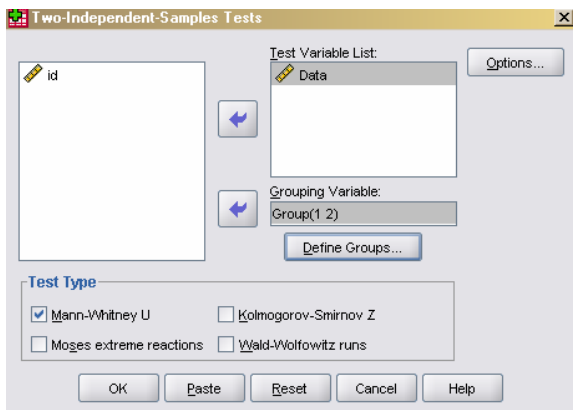 Two-Independent-Samples Tests
Test Variable List:
Options...
id
Data
Grouping Variable:
Group(1 2)
Define Groups...
Test Type
Mann-Whitney U
Kolmogorov-Smirnov Z
Moses extreme reactions
Wald-Wolfowitz runs
OK
Paste
Reset
Cancel
Help